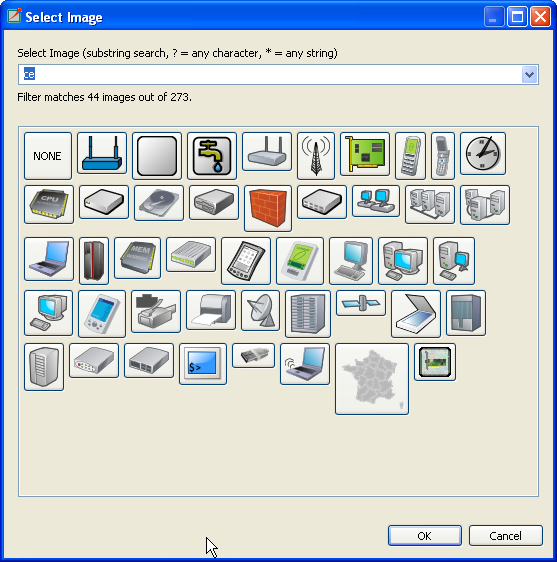 Select Image
Select Image (substring search, ? = any character, * = any string)
ce
Filter matches 44 images out of 273.
NONE
CPU
MEM
$>
OK
Cancel